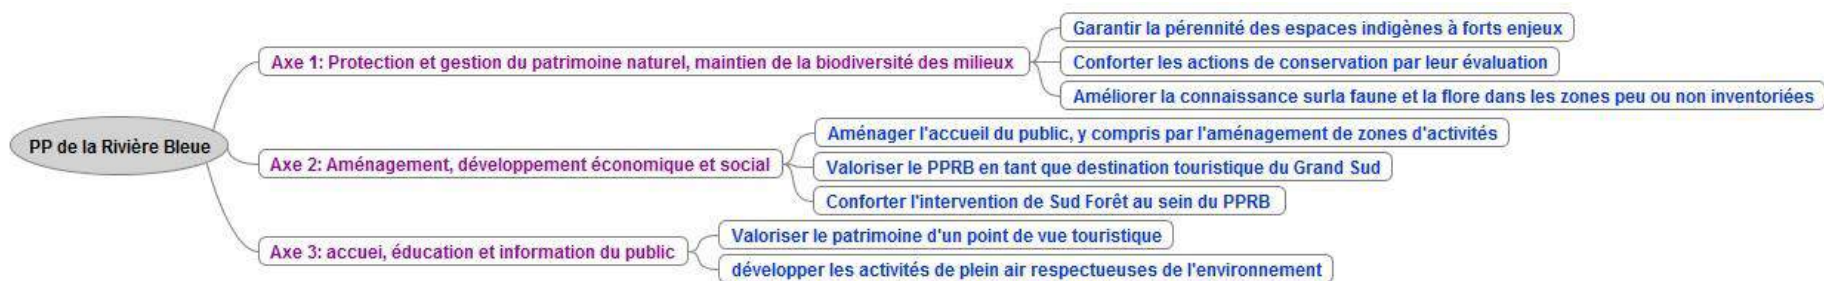 PP de la Rivière Bleue
Axe 1: Protection et gestion du patrimoine naturel, maintien de la biodiversité des milieux
Garantir la pérennité des espaces indigènes à forts enjeux
Conforter les actions de conservation par leur évaluation
Améliorer la connaissance surla faune et la flore dans les zones peu ou non inventoriées
Axe 2: Aménagement, développement économique et social
Aménager l'accueil du public, y compris par l'aménagement de zones d'activités
Valoriser le PPRB en tant que destination touristique du Grand Sud
Conforter l'intervention de Sud Forêt au sein du PPRB
Axe 3: accuei, éducation et information du public
Valoriser le patrimoine d'un point de vue touristique
développer les activités de plein air respectueuses de l'environnement